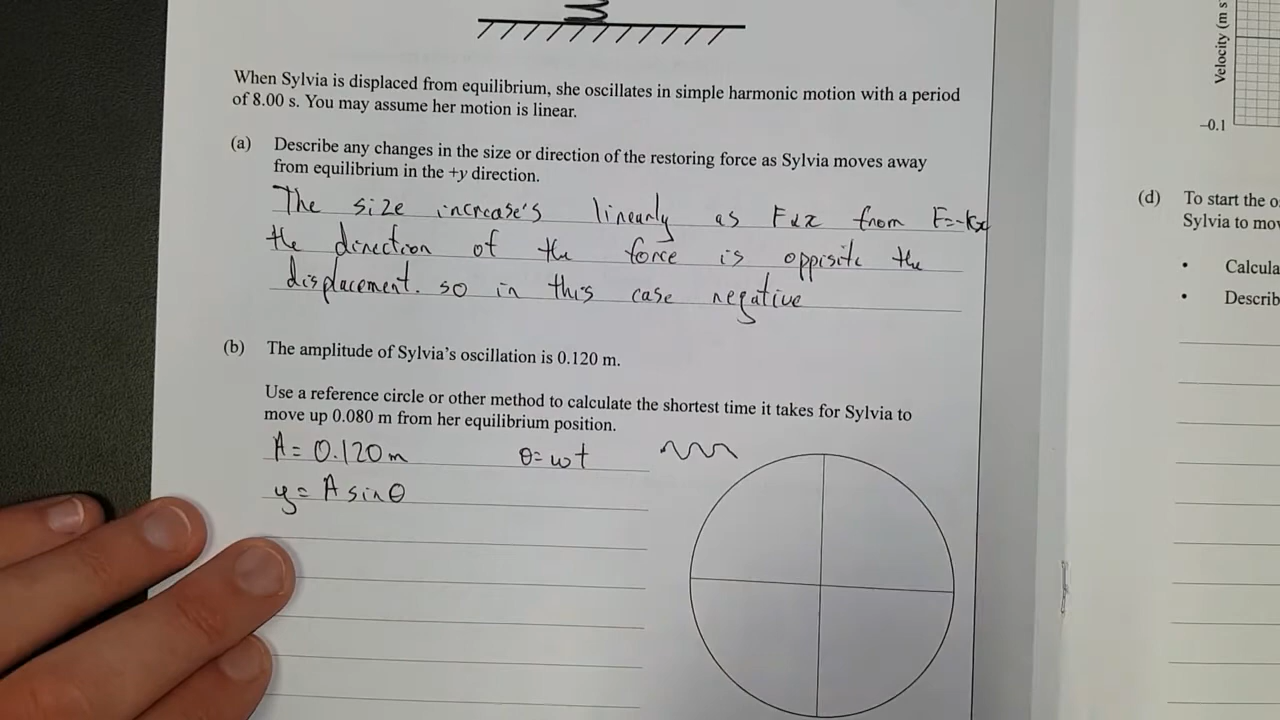 When Sylvia is displaced from equilibrium, she oscillates in simple harmonic motion with a period
of 8.00 s. You may assume her motion is linear.
(a) Describe any changes in the size or direction of the restoring force as Sylvia moves away
from equilibrium in the +y direction.
The size increase's linearly as F∝x from F=-kx
the direction of the force is oppisite the
displacement. so in this case negative
(b) The amplitude of Sylvia's oscillation is 0.120 m.
Use a reference circle or other method to calculate the shortest time it takes for Sylvia to
move up 0.080 m from her equilibrium position.
A = 0.120m θ=ωt
y = A sinθ
Velocity (m s
–0.1
(d) To start the o
Sylvia to mov
• Calcula
• Describ